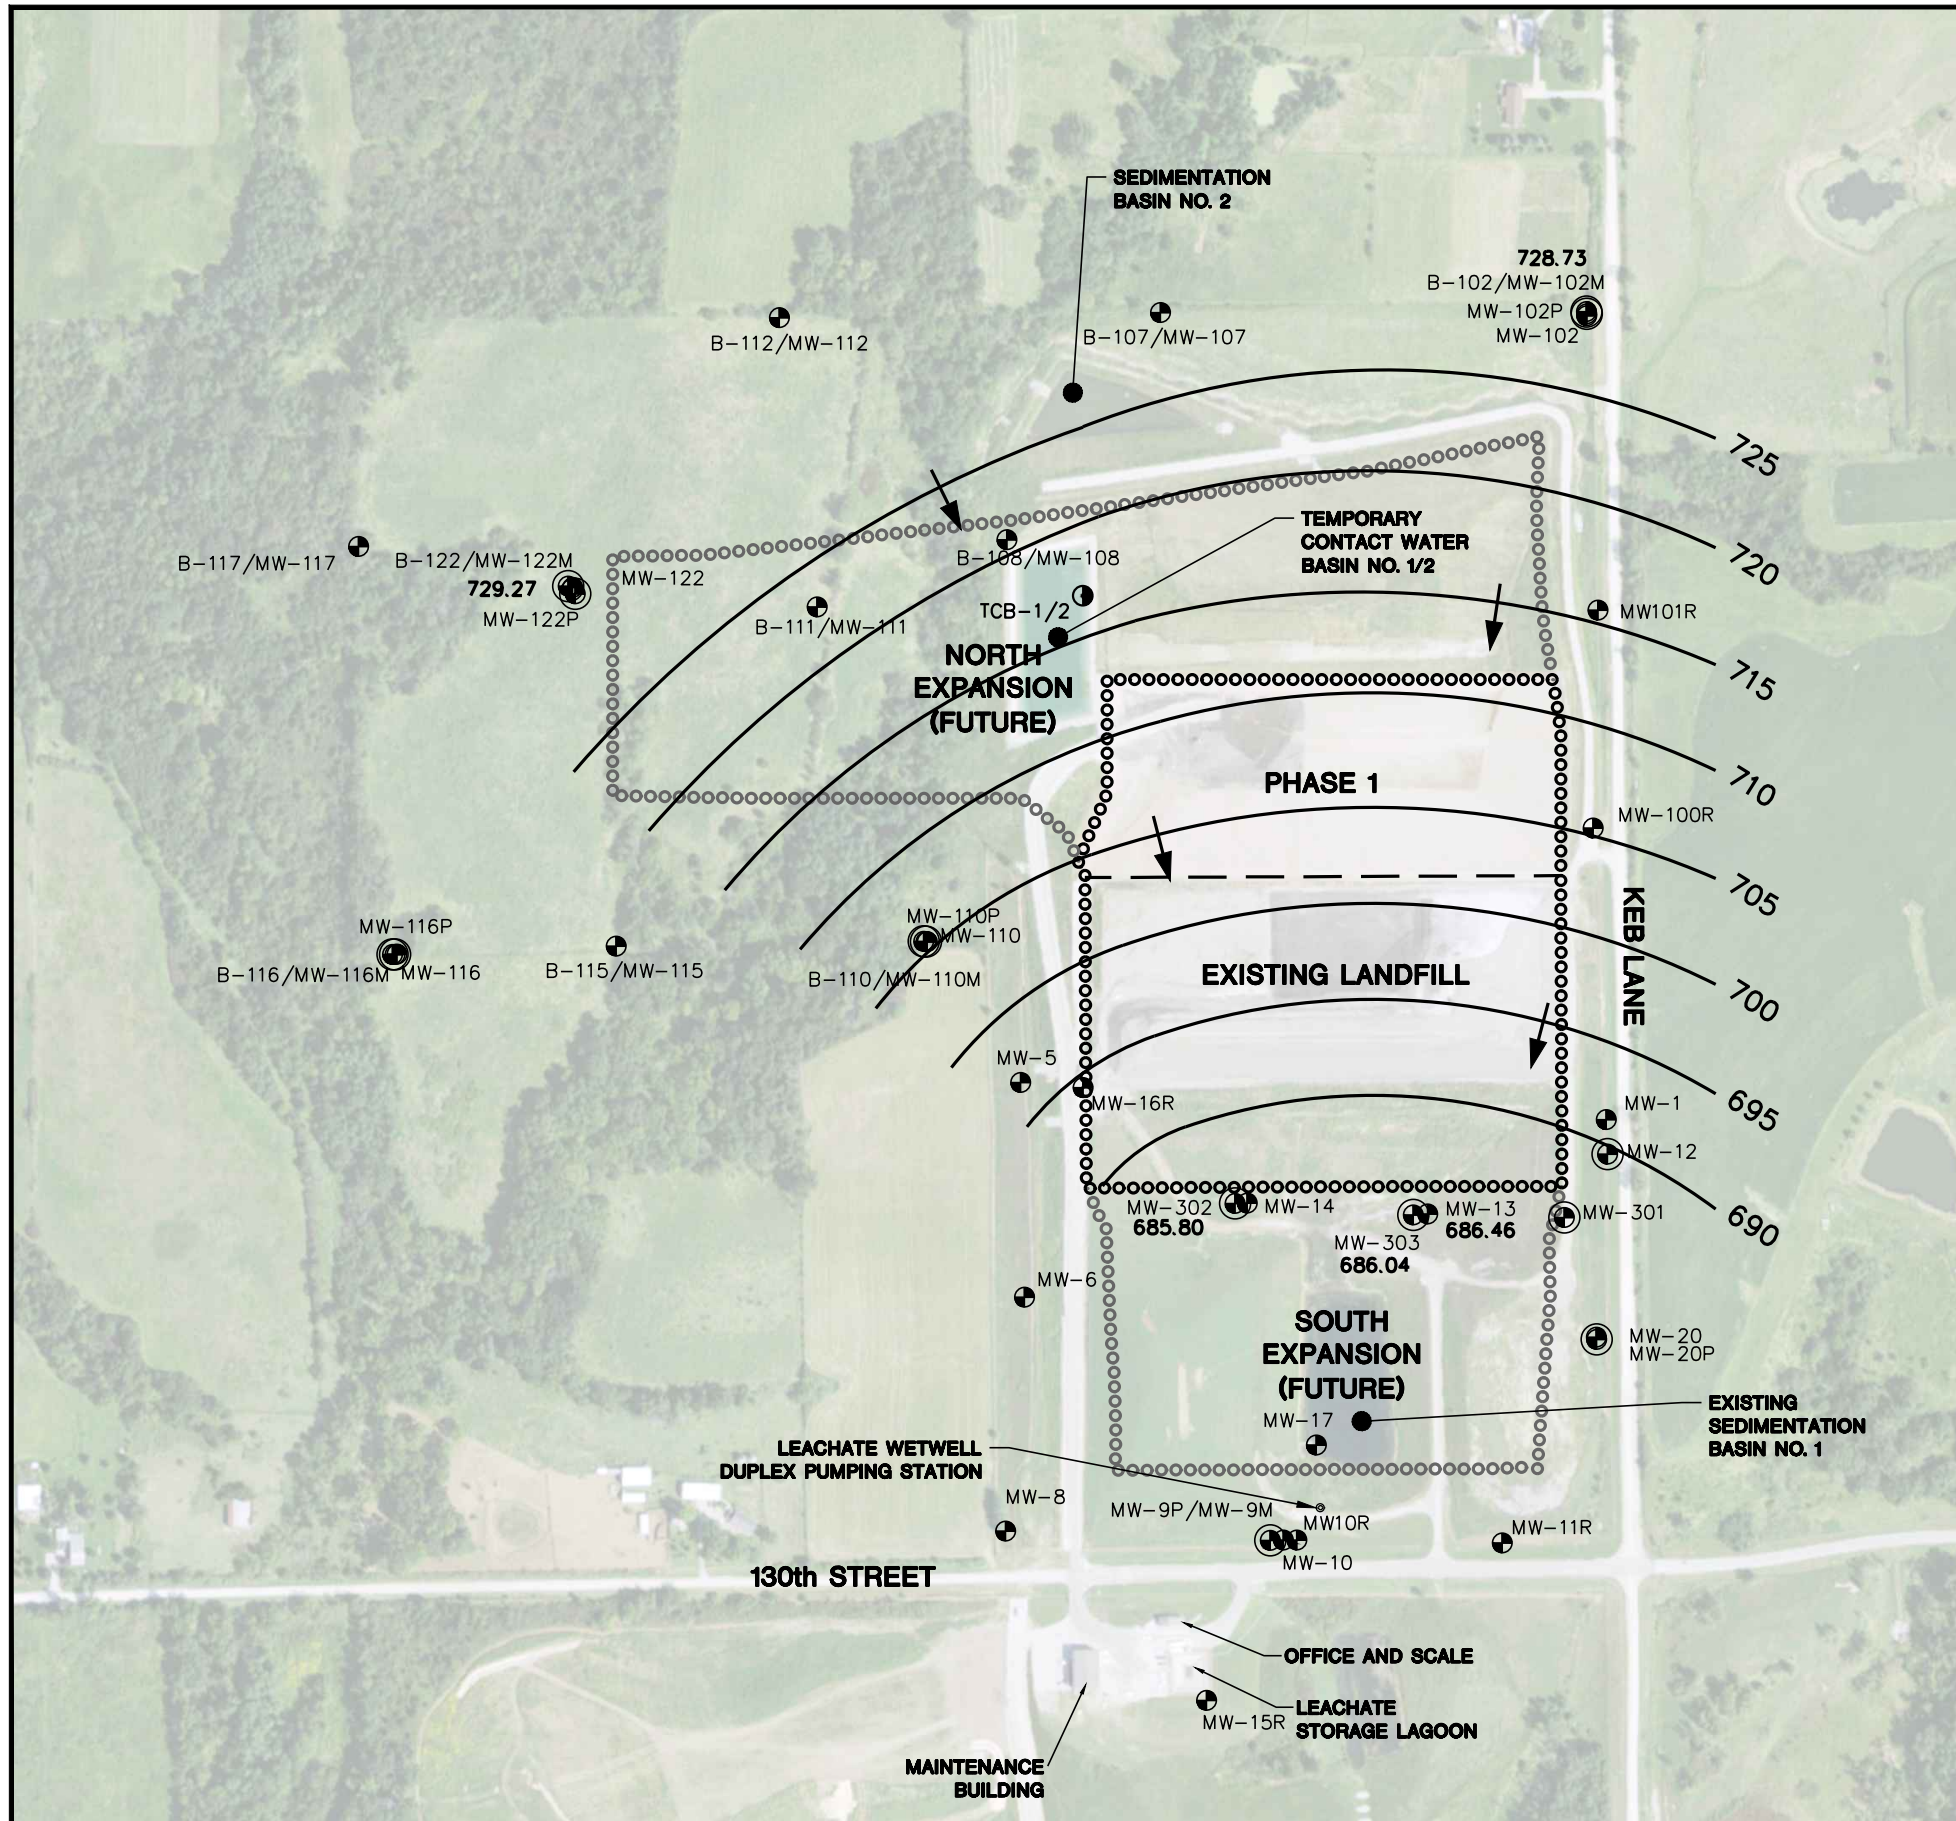 SEDIMENTATION
BASIN NO. 2
728.73
B-102/MW-102M
MW-102P
MW-102
B-112/MW-112
B-107/MW-107
725
TEMPORARY
CONTACT WATER
BASIN NO. 1/2
720
B-117/MW-117
B-122/MW-122M
729.27
MW-122
MW-122P
B-108/MW-108
TCB-1/2
B-111/MW-111
MW101R
NORTH
EXPANSION
(FUTURE)
715
PHASE 1
710
MW-100R
705
KEB LANE
MW-116P
B-116/MW-116M
MW-116
B-115/MW-115
MW-110P
MW-110
B-110/MW-110M
EXISTING LANDFILL
700
MW-5
MW-16R
MW-1
695
MW-12
MW-302
685.80
MW-14
MW-13
686.46
MW-303
686.04
MW-301
690
MW-6
SOUTH
EXPANSION
(FUTURE)
MW-20
MW-20P
MW-17
EXISTING
SEDIMENTATION
BASIN NO. 1
LEACHATE WETWELL
DUPLEX PUMPING STATION
MW-8
MW-9P/MW-9M
MW10R
MW-10
MW-11R
130th STREET
OFFICE AND SCALE
LEACHATE
STORAGE LAGOON
MW-15R
MAINTENANCE
BUILDING